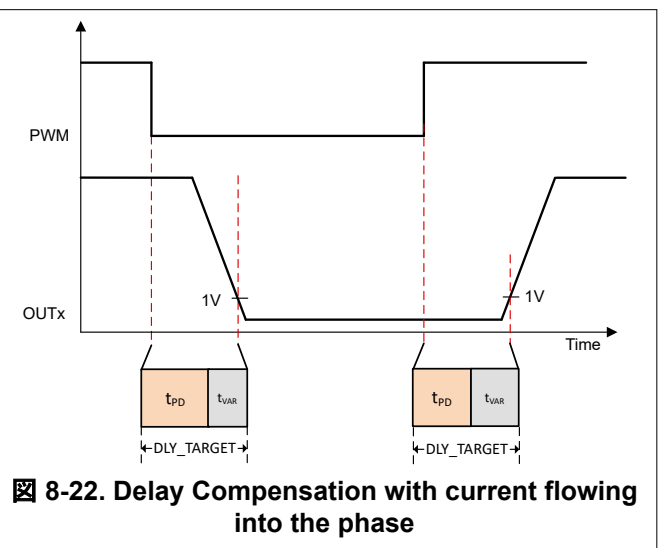 PWM
1V
1V
OUTx
Time
tPD
tVAR
tPD
tVAR
DLY_TARGET
DLY_TARGET
図 8-22. Delay Compensation with current flowing
into the phase